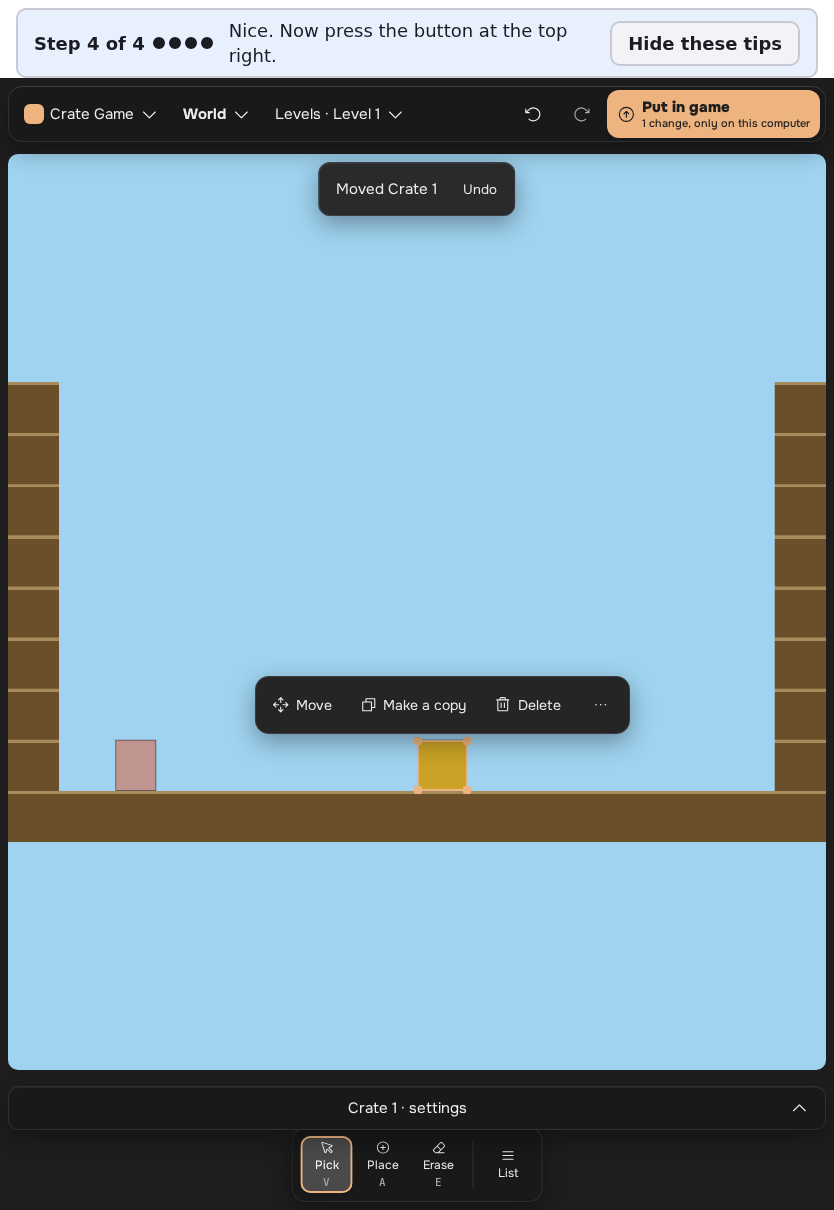 Step 4 of 4
Nice. Now press the button at the top
right.
Hide these tips
Crate Game
World
Levels · Level 1
Put in game
1 change, only on this computer
Moved Crate 1
Undo
Move
Make a copy
Delete
···
Crate 1 · settings
Pick
V
Place
A
Erase
E
List